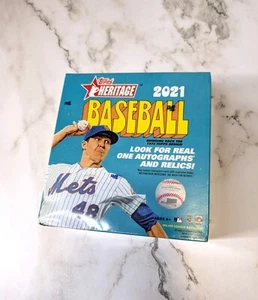 Topps
HERITAGE 2021
BASEBALL
LOOK FOR REAL
ONE AUTOGRAPHS
AND RELICS!
Mets
48